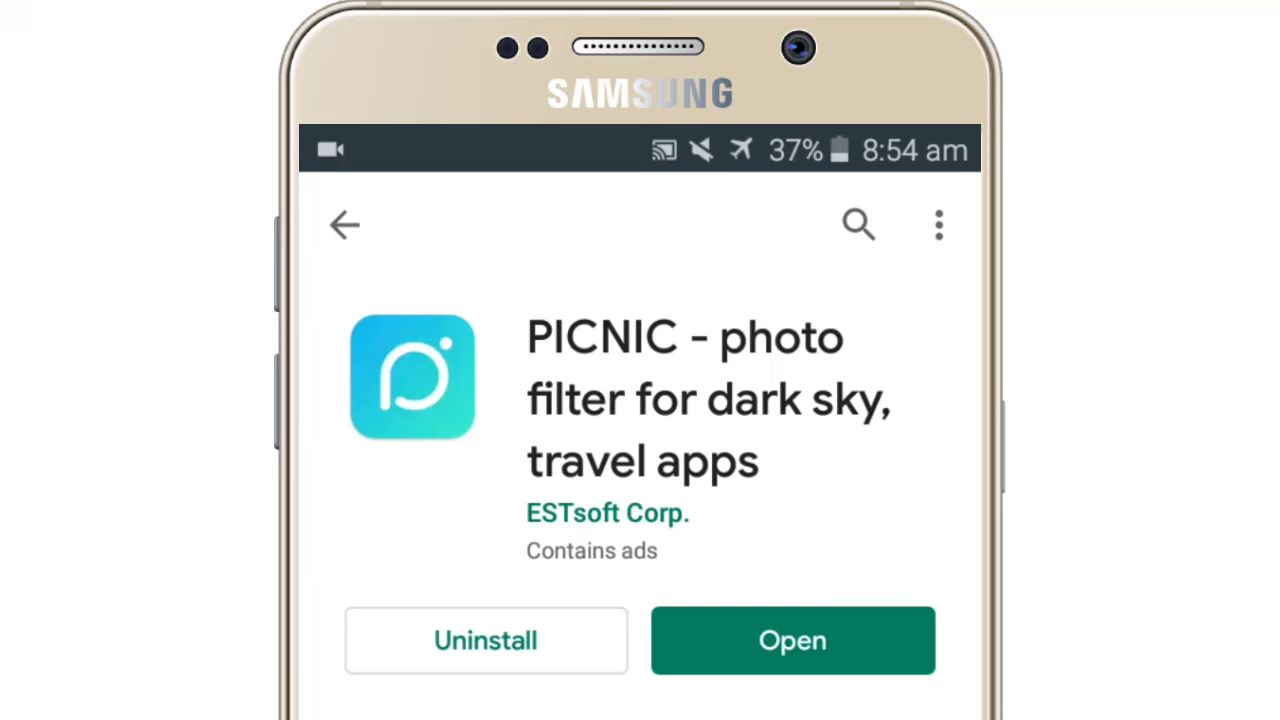 SAMSUNG
37% 8:54 am
PICNIC - photo
filter for dark sky,
travel apps
ESTsoft Corp.
Contains ads
Uninstall Open